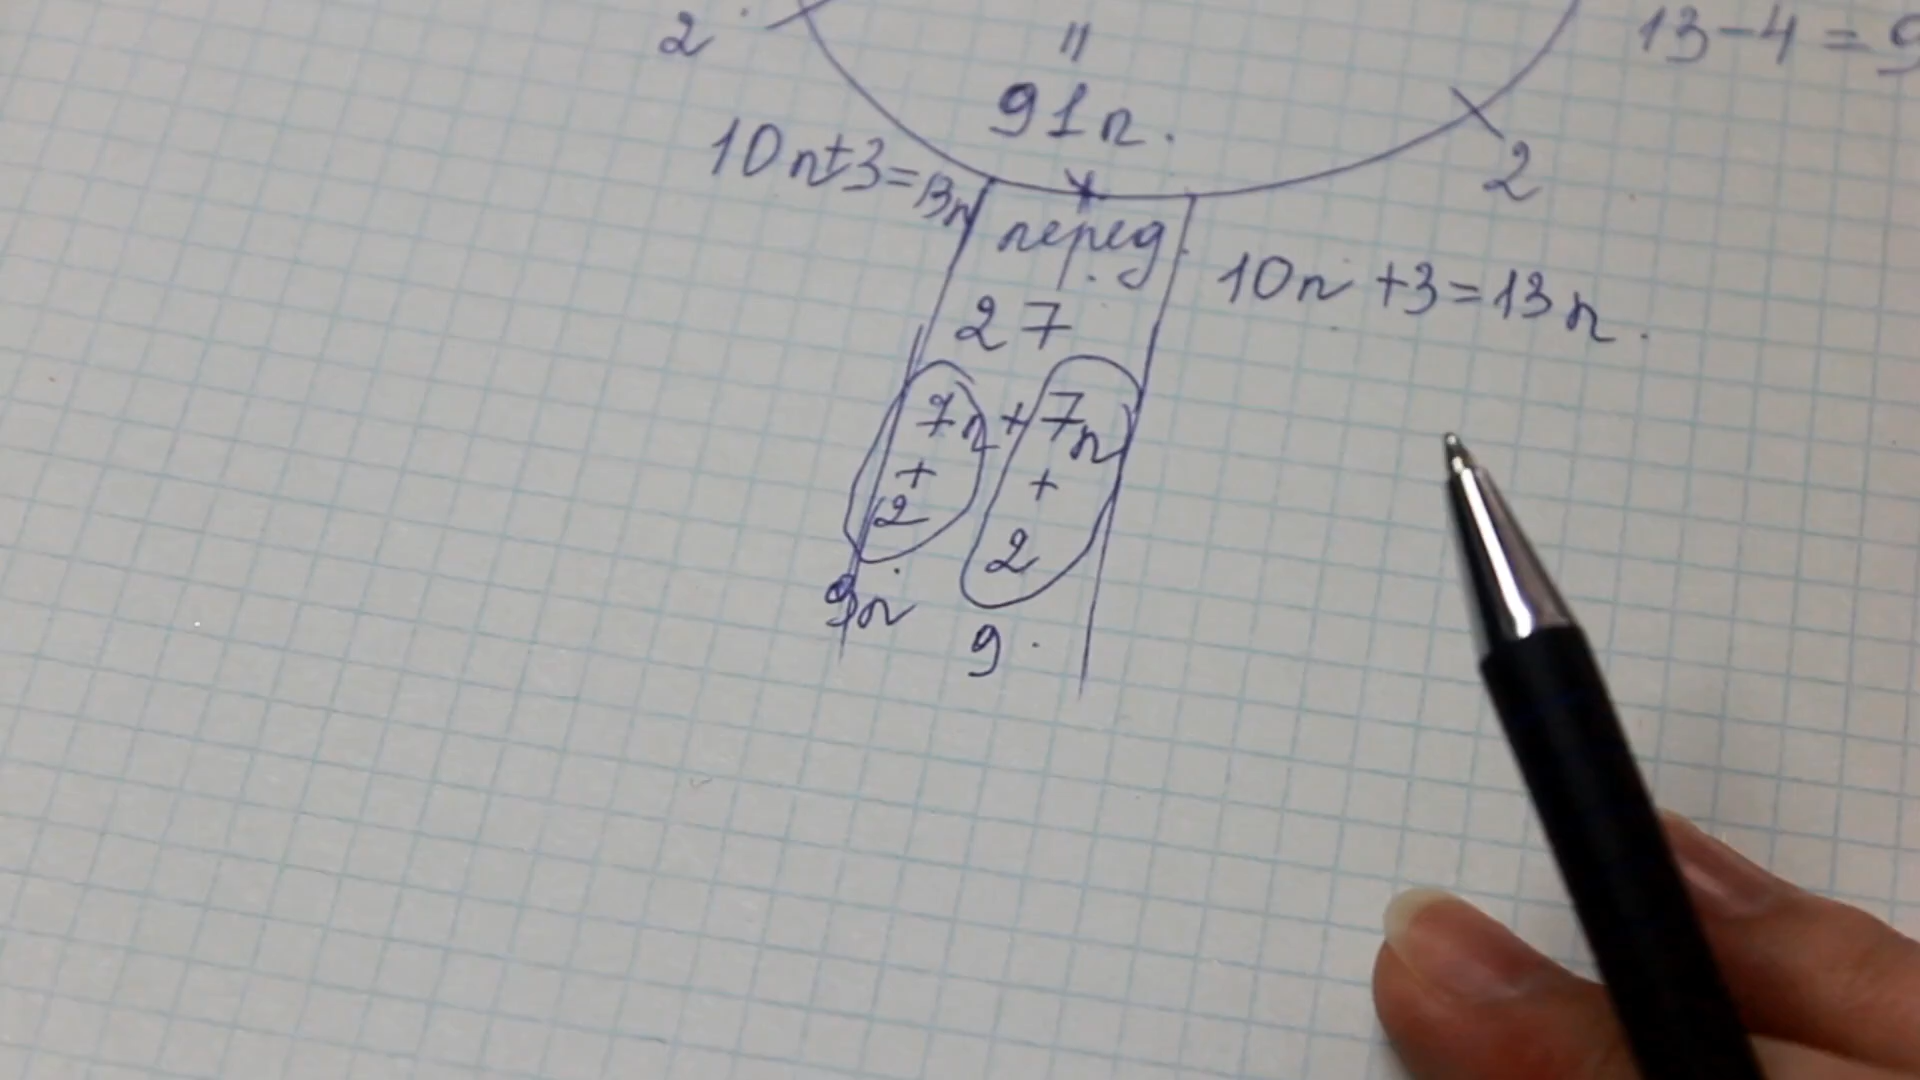 2
13-4=9
91п.
2
10п+3=13п
перед
10п+3=13п.
27
7п+7п
+ +
2 2
9п
9